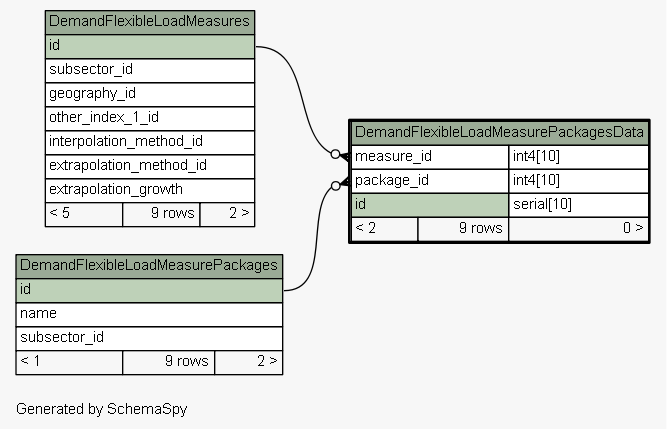 DemandFlexibleLoadMeasures
id
subsector_id
geography_id
other_index_1_id
interpolation_method_id
extrapolation_method_id
extrapolation_growth
< 5 9 rows 2 >
DemandFlexibleLoadMeasurePackagesData
measure_id int4[10]
package_id int4[10]
id serial[10]
< 2 9 rows 0 >
DemandFlexibleLoadMeasurePackages
id
name
subsector_id
< 1 9 rows 2 >
Generated by SchemaSpy